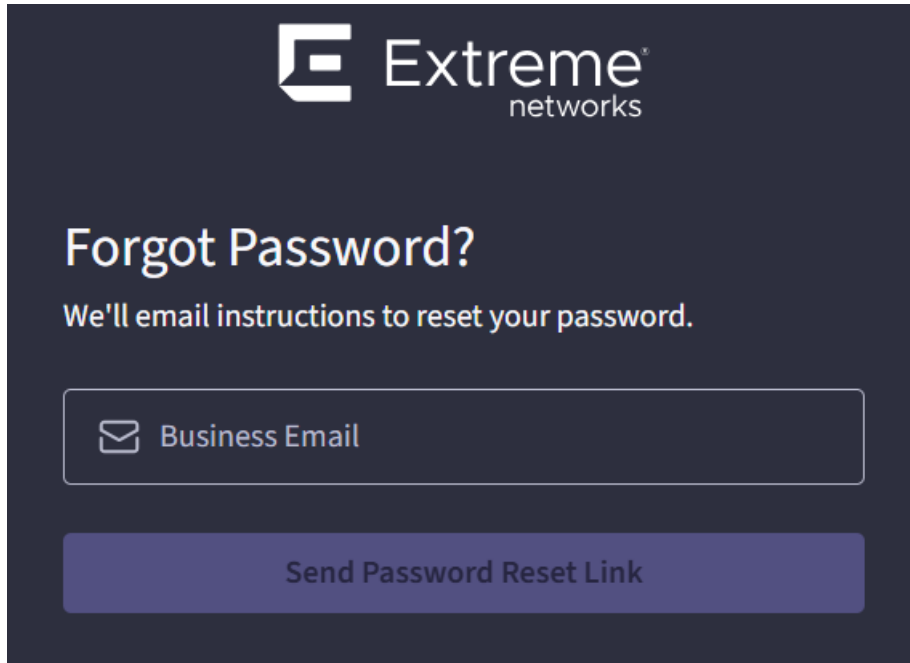 Extreme®
networks
Forgot Password?
We'll email instructions to reset your password.
Business Email
Send Password Reset Link